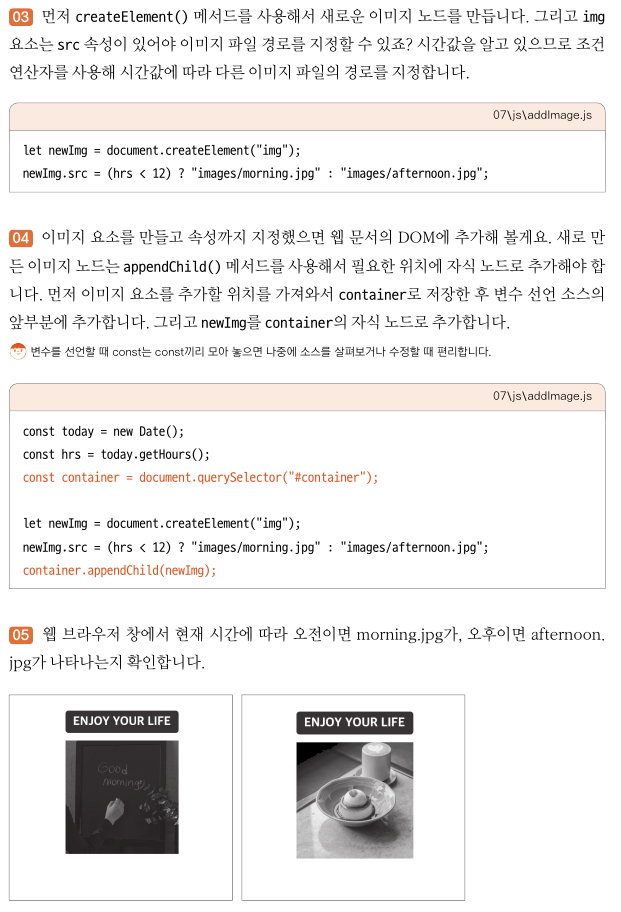 03 먼저 createElement() 메서드를 사용해서 새로운 이미지 노드를 만듭니다. 그리고 img
요소는 src 속성이 있어야 이미지 파일 경로를 지정할 수 있죠? 시간값을 알고 있으므로 조건
연산자를 사용해 시간값에 따라 다른 이미지 파일의 경로를 지정합니다.
07\js\addImage.js
let newImg = document.createElement("img");
newImg.src = (hrs < 12) ? "images/morning.jpg" : "images/afternoon.jpg";
04 이미지 요소를 만들고 속성까지 지정했으면 웹 문서의 DOM에 추가해 볼게요. 새로 만
든 이미지 노드는 appendChild() 메서드를 사용해서 필요한 위치에 자식 노드로 추가해야 합
니다. 먼저 이미지 요소를 추가할 위치를 가져와서 container로 저장한 후 변수 선언 소스의
앞부분에 추가합니다. 그리고 newImg를 container의 자식 노드로 추가합니다.
변수를 선언할 때 const는 const끼리 모아 놓으면 나중에 소스를 살펴보거나 수정할 때 편리합니다.
07\js\addImage.js
const today = new Date();
const hrs = today.getHours();
const container = document.querySelector("#container");
let newImg = document.createElement("img");
newImg.src = (hrs < 12) ? "images/morning.jpg" : "images/afternoon.jpg";
container.appendChild(newImg);
05 웹 브라우저 창에서 현재 시간에 따라 오전이면 morning.jpg가, 오후이면 afternoon.
jpg가 나타나는지 확인합니다.
ENJOY YOUR LIFE
Good
morning!
ENJOY YOUR LIFE